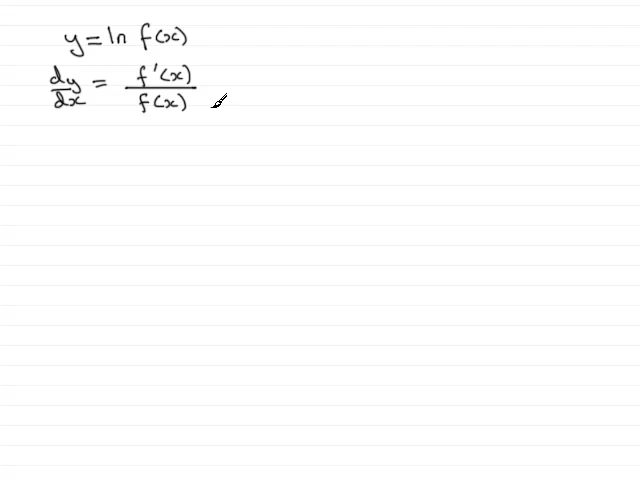 y = ln f(x)
dy/dx = f'(x)/f(x)